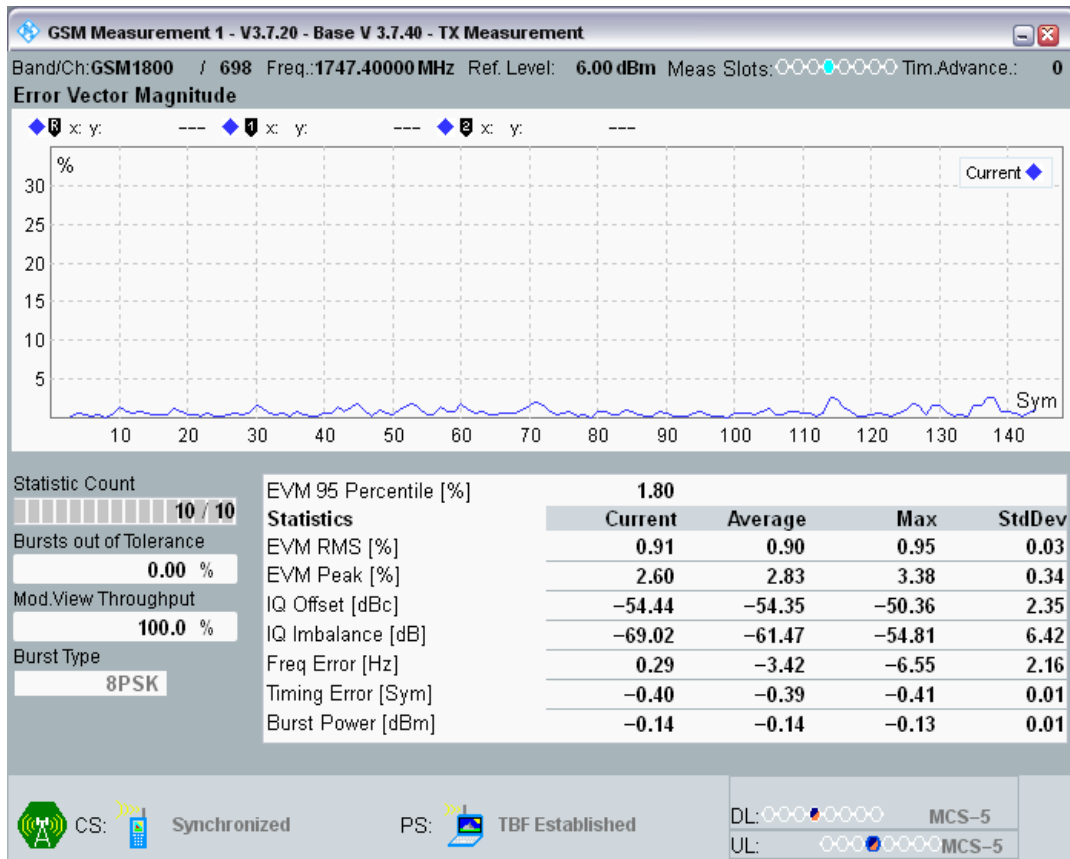 GSM Measurement 1 - V3.7.20 - Base V 3.7.40 - TX Measurement
Band/Ch:GSM1800 / 698 Freq.:1747.40000 MHz Ref. Level: 6.00 dBm Meas Slots: Tim.Advance.: 0
Error Vector Magnitude
R x: y: --- 1 x: y: --- 2 x: y: ---
%
Current
30
25
20
15
10
5
Sym
10 20 30 40 50 60 70 80 90 100 110 120 130 140
Statistic Count
10 / 10
Bursts out of Tolerance
0.00 %
Mod.View Throughput
100.0 %
Burst Type
8PSK
EVM 95 Percentile [%] 1.80
Statistics Current Average Max StdDev
EVM RMS [%] 0.91 0.90 0.95 0.03
EVM Peak [%] 2.60 2.83 3.38 0.34
IQ Offset [dBc] −54.44 −54.35 −50.36 2.35
IQ Imbalance [dB] −69.02 −61.47 −54.81 6.42
Freq Error [Hz] 0.29 −3.42 −6.55 2.16
Timing Error [Sym] −0.40 −0.39 −0.41 0.01
Burst Power [dBm] −0.14 −0.14 −0.13 0.01
CS: Synchronized PS: TBF Established
DL: MCS−5
UL: MCS−5